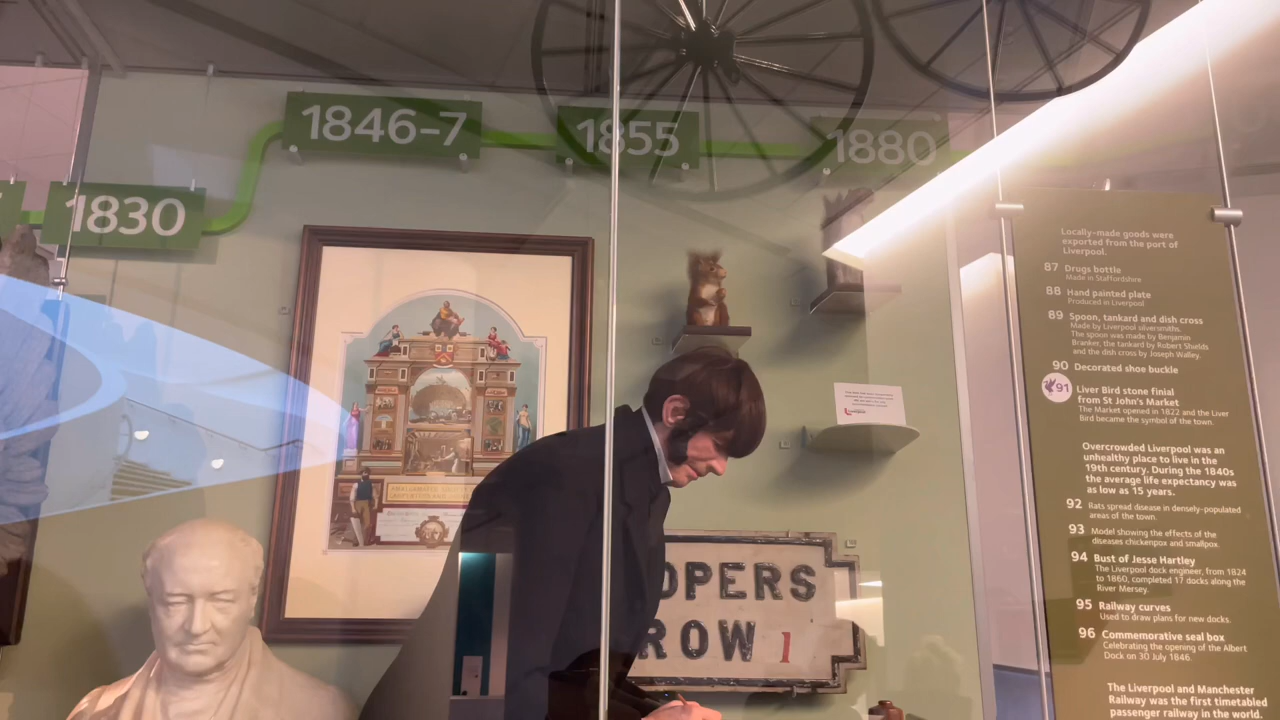 1846-7
1855
1880
1830
OPERS
ROW 1
Locally-made goods were
exported from the port of
Liverpool.
87 Drugs bottle
Made in Staffordshire
88 Hand painted plate
Produced in Liverpool
89 Spoon, tankard and dish cross
Made by Liverpool silversmiths.
The spoon was made by Benjamin
Branker, the tankard by Robert Shields
and the dish cross by Joseph Walley.
90 Decorated shoe buckle
91 Liver Bird stone finial
from St John's Market
The Market opened in 1822 and the Liver
Bird became the symbol of the town.
Overcrowded Liverpool was an
unhealthy place to live in the
19th century. During the 1840s
the average life expectancy was
as low as 15 years.
92 Rats spread disease in densely-populated
areas of the town.
93 Model showing the effects of the
diseases chickenpox and smallpox.
94 Bust of Jesse Hartley
The Liverpool dock engineer, from 1824
to 1860, completed 17 docks along the
River Mersey.
95 Railway curves
Used to draw plans for new docks.
96 Commemorative seal box
Celebrating the opening of the Albert
Dock on 30 July 1846.
The Liverpool and Manchester
Railway was the first timetabled
passenger railway in the world.